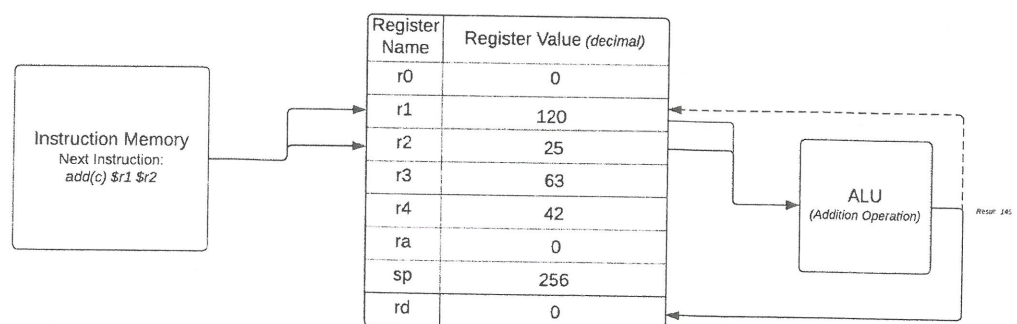 Instruction Memory
Next Instruction:
add(c) $r1 $r2
Register Name
Register Value (decimal)
r0 0
r1 120
r2 25
r3 63
r4 42
ra 0
sp 256
rd 0
ALU
(Addition Operation)
145